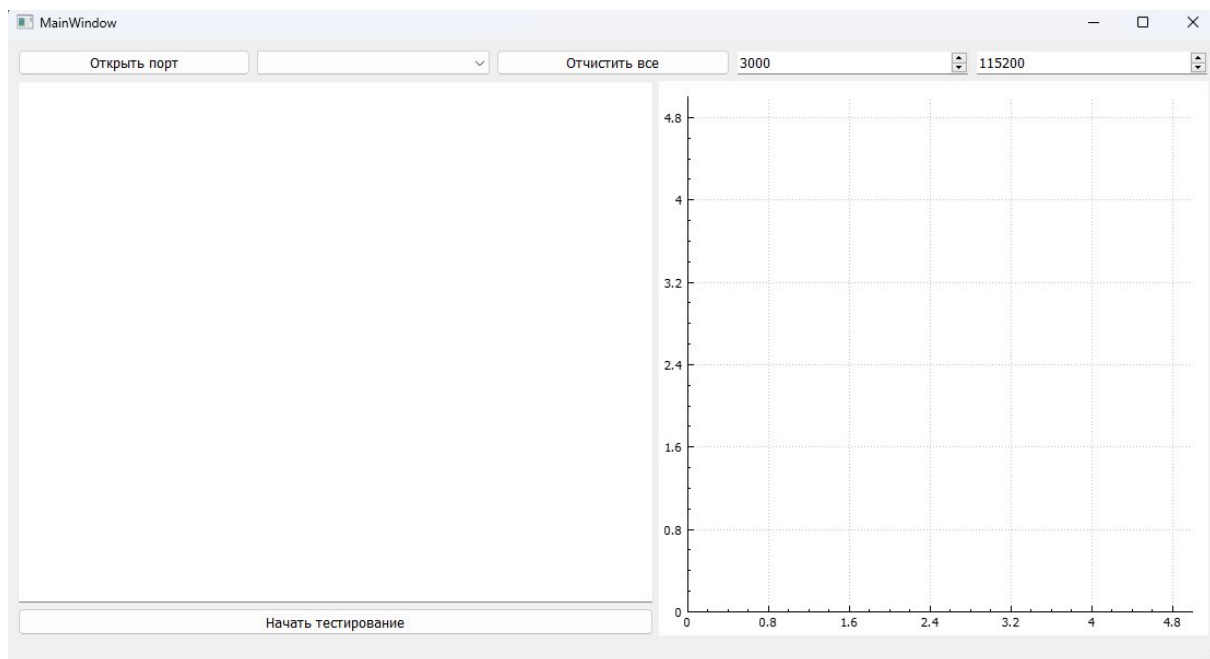 MainWindow
Открыть порт
Отчистить все
3000
115200
4.8
4
3.2
2.4
1.6
0.8
0
0 0.8 1.6 2.4 3.2 4 4.8
Начать тестирование